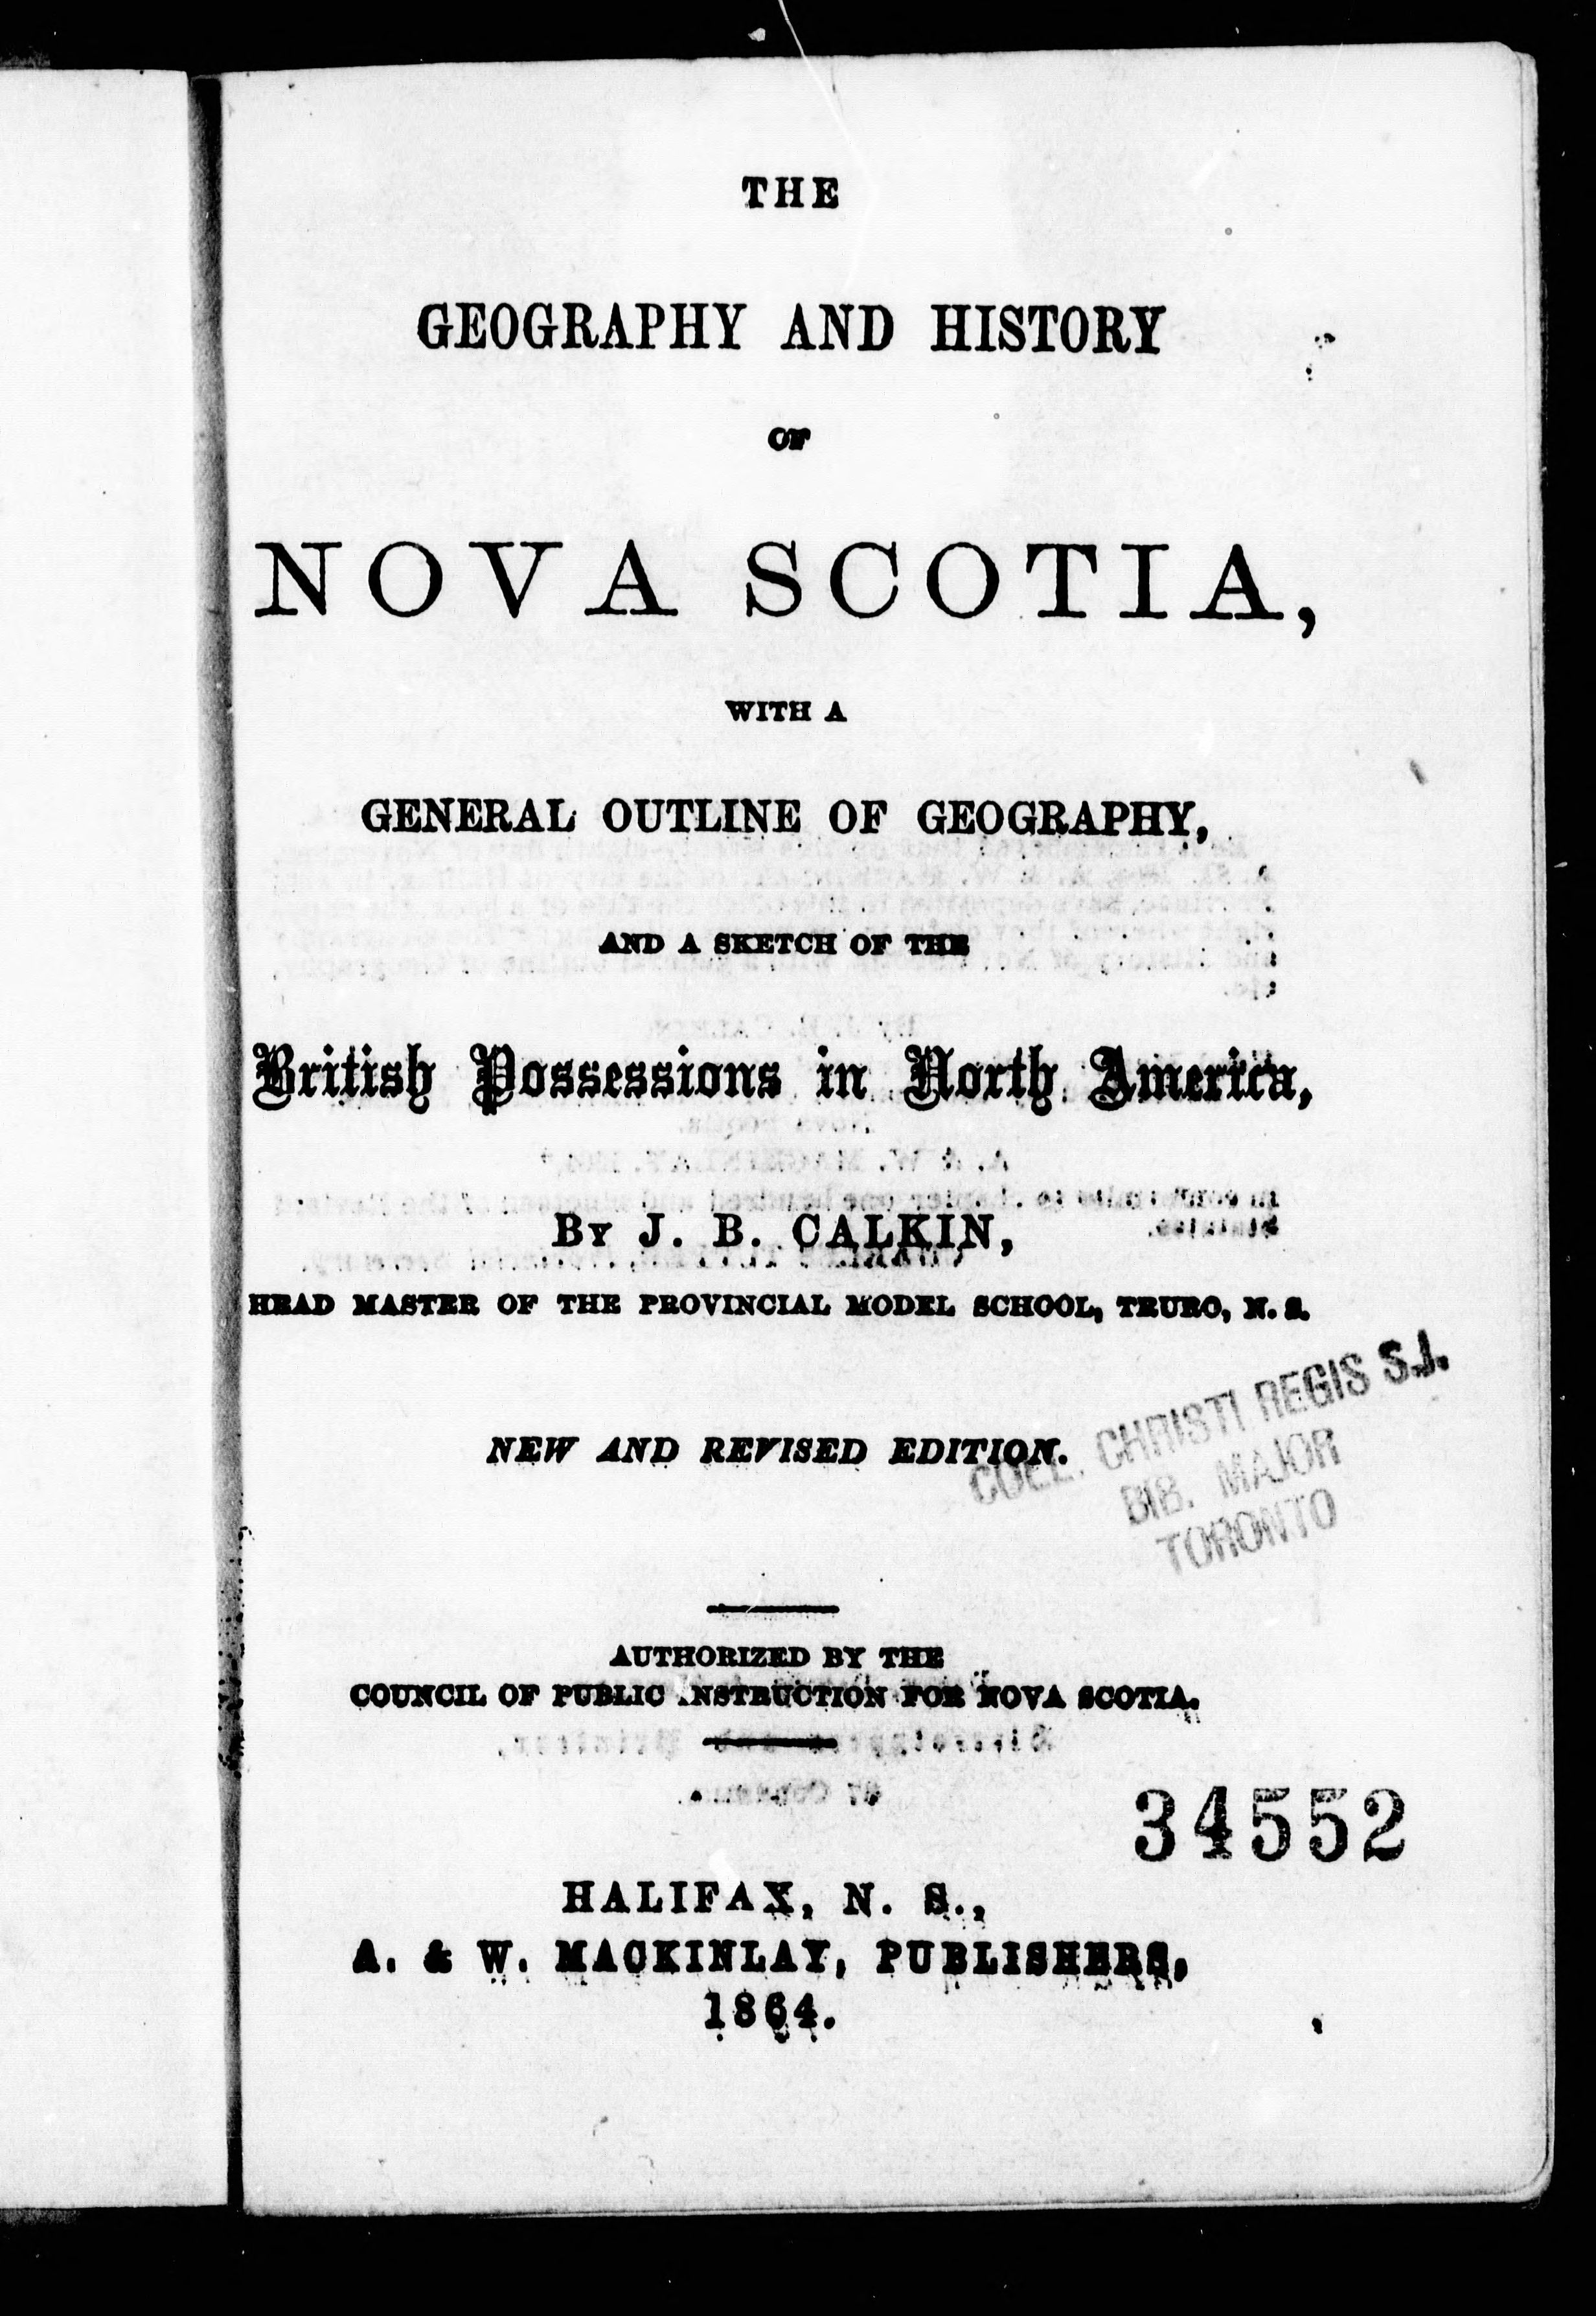 THE
GEOGRAPHY AND HISTORY
OF
NOVA SCOTIA,
WITH A
GENERAL OUTLINE OF GEOGRAPHY,
AND A SKETCH OF THE
British Possessions in North America,
BY J. B. CALKIN,
HEAD MASTER OF THE PROVINCIAL MODEL SCHOOL, TRURO, N. S.
NEW AND REVISED EDITION.
COLL. CHRISTI REGIS S.J.
BIB. MAJOR
TORONTO
AUTHORIZED BY THE
COUNCIL OF PUBLIC INSTRUCTION FOR NOVA SCOTIA.
34552
HALIFAX, N. S.,
A. & W. MACKINLAY, PUBLISHERS,
1864.